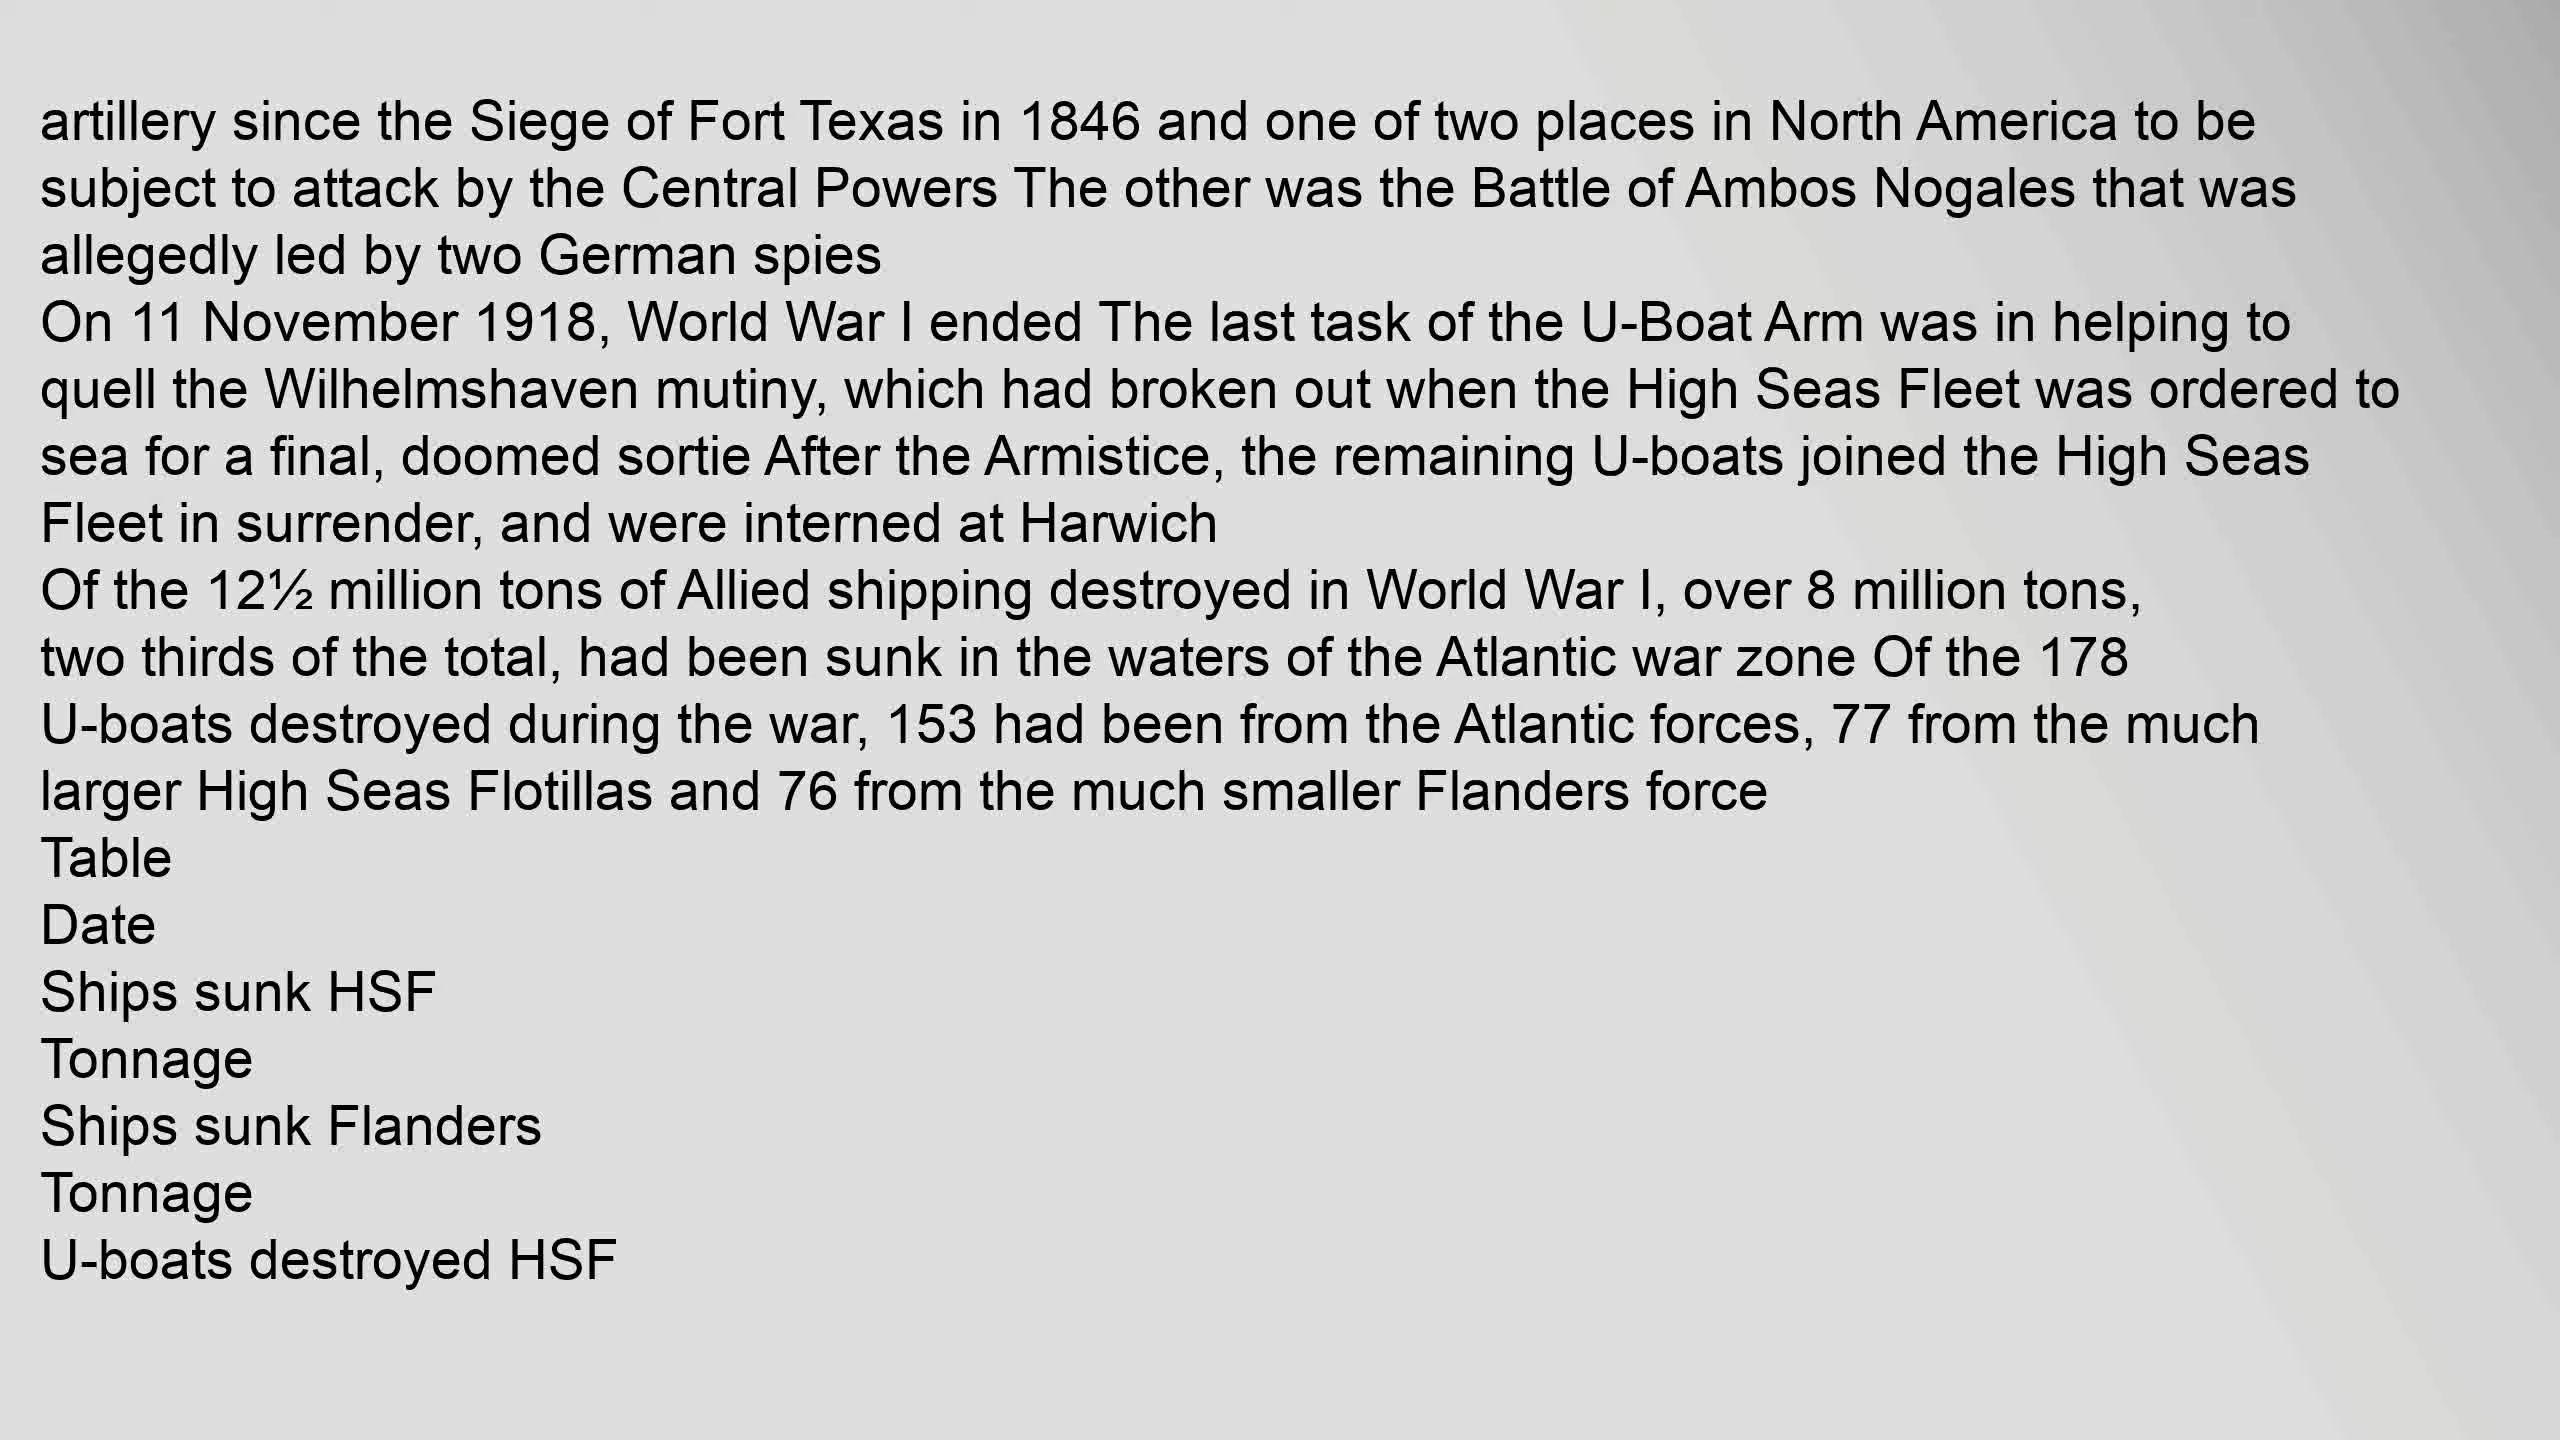 artillery since the Siege of Fort Texas in 1846 and one of two places in North America to be
subject to attack by the Central Powers The other was the Battle of Ambos Nogales that was
allegedly led by two German spies
On 11 November 1918, World War I ended The last task of the U-Boat Arm was in helping to
quell the Wilhelmshaven mutiny, which had broken out when the High Seas Fleet was ordered to
sea for a final, doomed sortie After the Armistice, the remaining U-boats joined the High Seas
Fleet in surrender, and were interned at Harwich
Of the 12½ million tons of Allied shipping destroyed in World War I, over 8 million tons,
two thirds of the total, had been sunk in the waters of the Atlantic war zone Of the 178
U-boats destroyed during the war, 153 had been from the Atlantic forces, 77 from the much
larger High Seas Flotillas and 76 from the much smaller Flanders force
Table
Date
Ships sunk HSF
Tonnage
Ships sunk Flanders
Tonnage
U-boats destroyed HSF